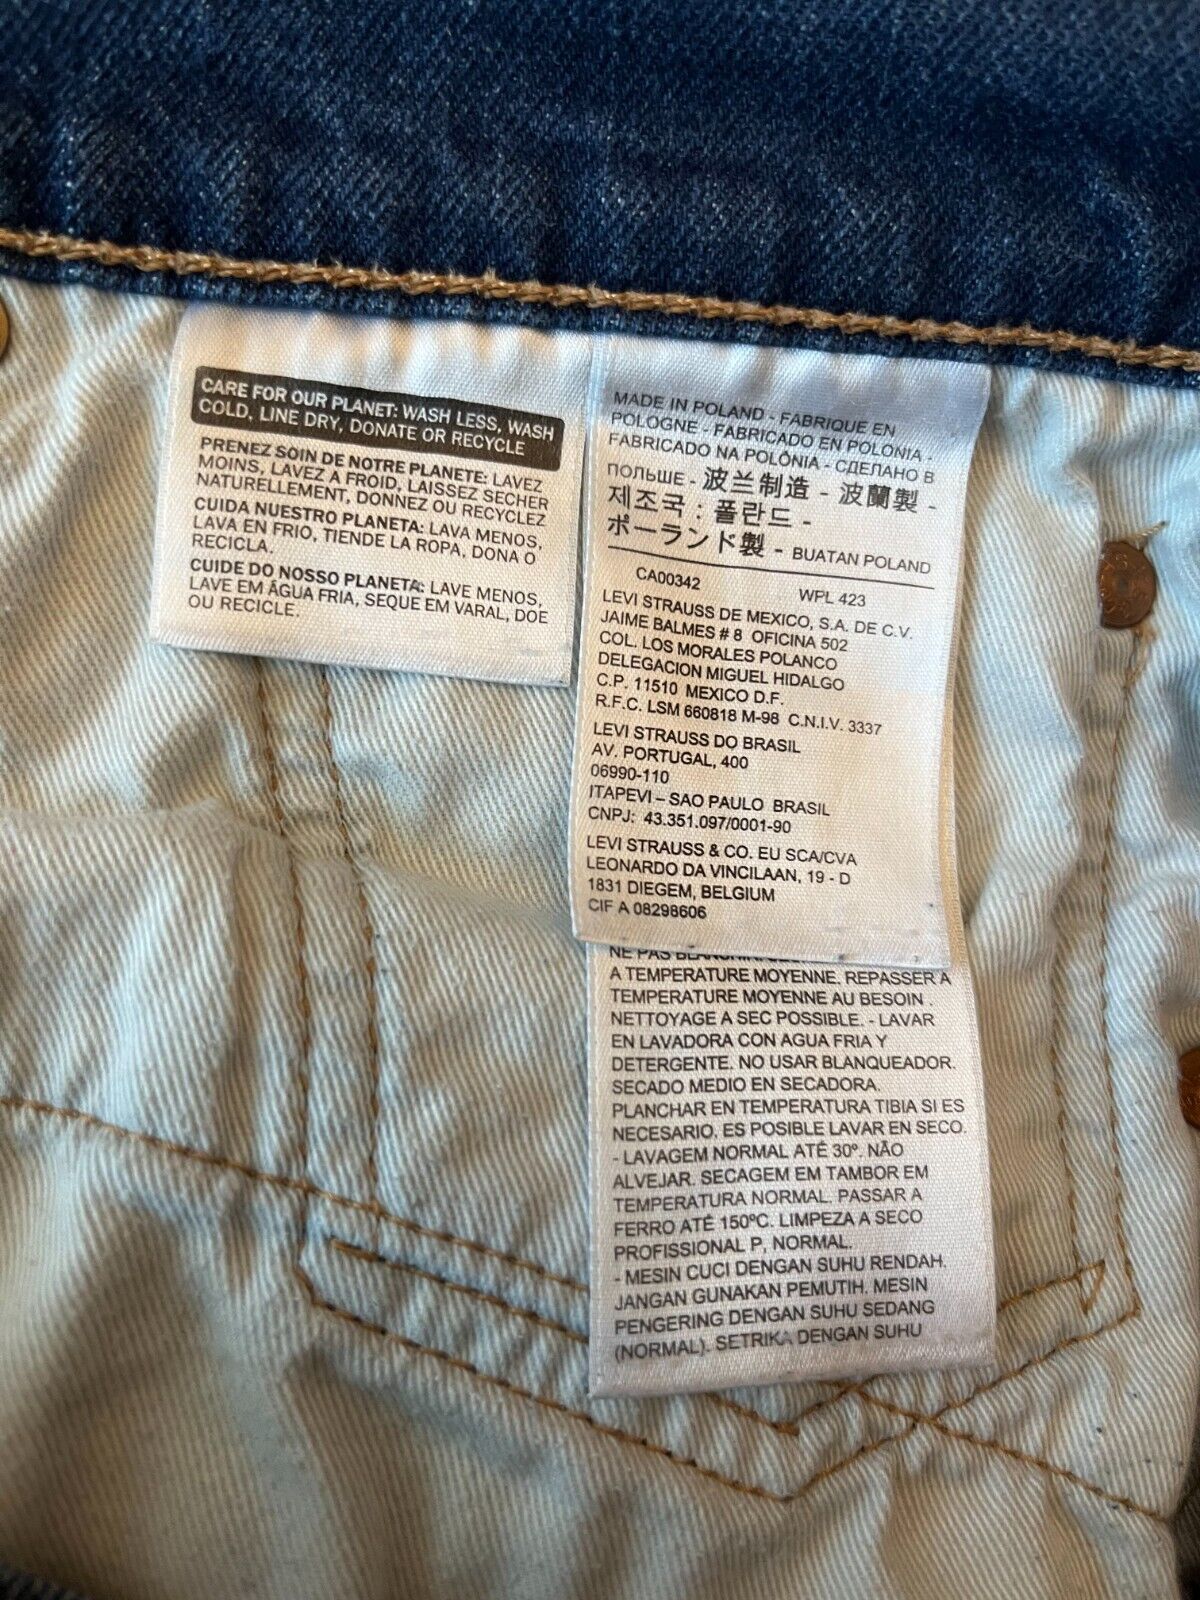 CARE FOR OUR PLANET: WASH LESS, WASH
COLD, LINE DRY, DONATE OR RECYCLE
PRENEZ SOIN DE NOTRE PLANETE: LAVEZ
MOINS, LAVEZ À FROID, LAISSEZ SECHER
NATURELLEMENT, DONNEZ OU RECYCLEZ
CUIDA NUESTRO PLANETA: LAVA MENOS,
LAVA EN FRIO, TIENDE LA ROPA, DONA O
RECICLA.
CUIDE DO NOSSO PLANETA: LAVE MENOS,
LAVE EM ÁGUA FRIA, SEQUE EM VARAL, DOE
OU RECICLE.
MADE IN POLAND - FABRIQUE EN
POLOGNE - FABRICADO EN POLONIA -
FABRICADO NA POLÔNIA - СДЕЛАНО В
ПОЛЬШЕ - 波兰制造 - 波蘭製 -
제조국 : 폴란드 -
ポーランド製 - BUATAN POLAND
CA00342 WPL 423
LEVI STRAUSS DE MEXICO, S.A. DE C.V.
JAIME BALMES # 8 OFICINA 502
COL. LOS MORALES POLANCO
DELEGACION MIGUEL HIDALGO
C.P. 11510 MEXICO D.F.
R.F.C. LSM 660818 M-98 C.N.I.V. 3337
LEVI STRAUSS DO BRASIL
AV. PORTUGAL, 400
06990-110
ITAPEVI – SAO PAULO BRASIL
CNPJ: 43.351.097/0001-90
LEVI STRAUSS & CO. EU SCA/CVA
LEONARDO DA VINCILAAN, 19 - D
1831 DIEGEM, BELGIUM
CIF A 08298606
NE PAS BLANCHIR.
A TEMPERATURE MOYENNE. REPASSER A
TEMPERATURE MOYENNE AU BESOIN .
NETTOYAGE A SEC POSSIBLE. - LAVAR
EN LAVADORA CON AGUA FRIA Y
DETERGENTE. NO USAR BLANQUEADOR.
SECADO MEDIO EN SECADORA.
PLANCHAR EN TEMPERATURA TIBIA SI ES
NECESARIO. ES POSIBLE LAVAR EN SECO.
- LAVAGEM NORMAL ATÉ 30º. NÃO
ALVEJAR. SECAGEM EM TAMBOR EM
TEMPERATURA NORMAL. PASSAR A
FERRO ATÉ 150ºC. LIMPEZA A SECO
PROFISSIONAL P, NORMAL.
- MESIN CUCI DENGAN SUHU RENDAH.
JANGAN GUNAKAN PEMUTIH. MESIN
PENGERING DENGAN SUHU SEDANG
(NORMAL). SETRIKA DENGAN SUHU